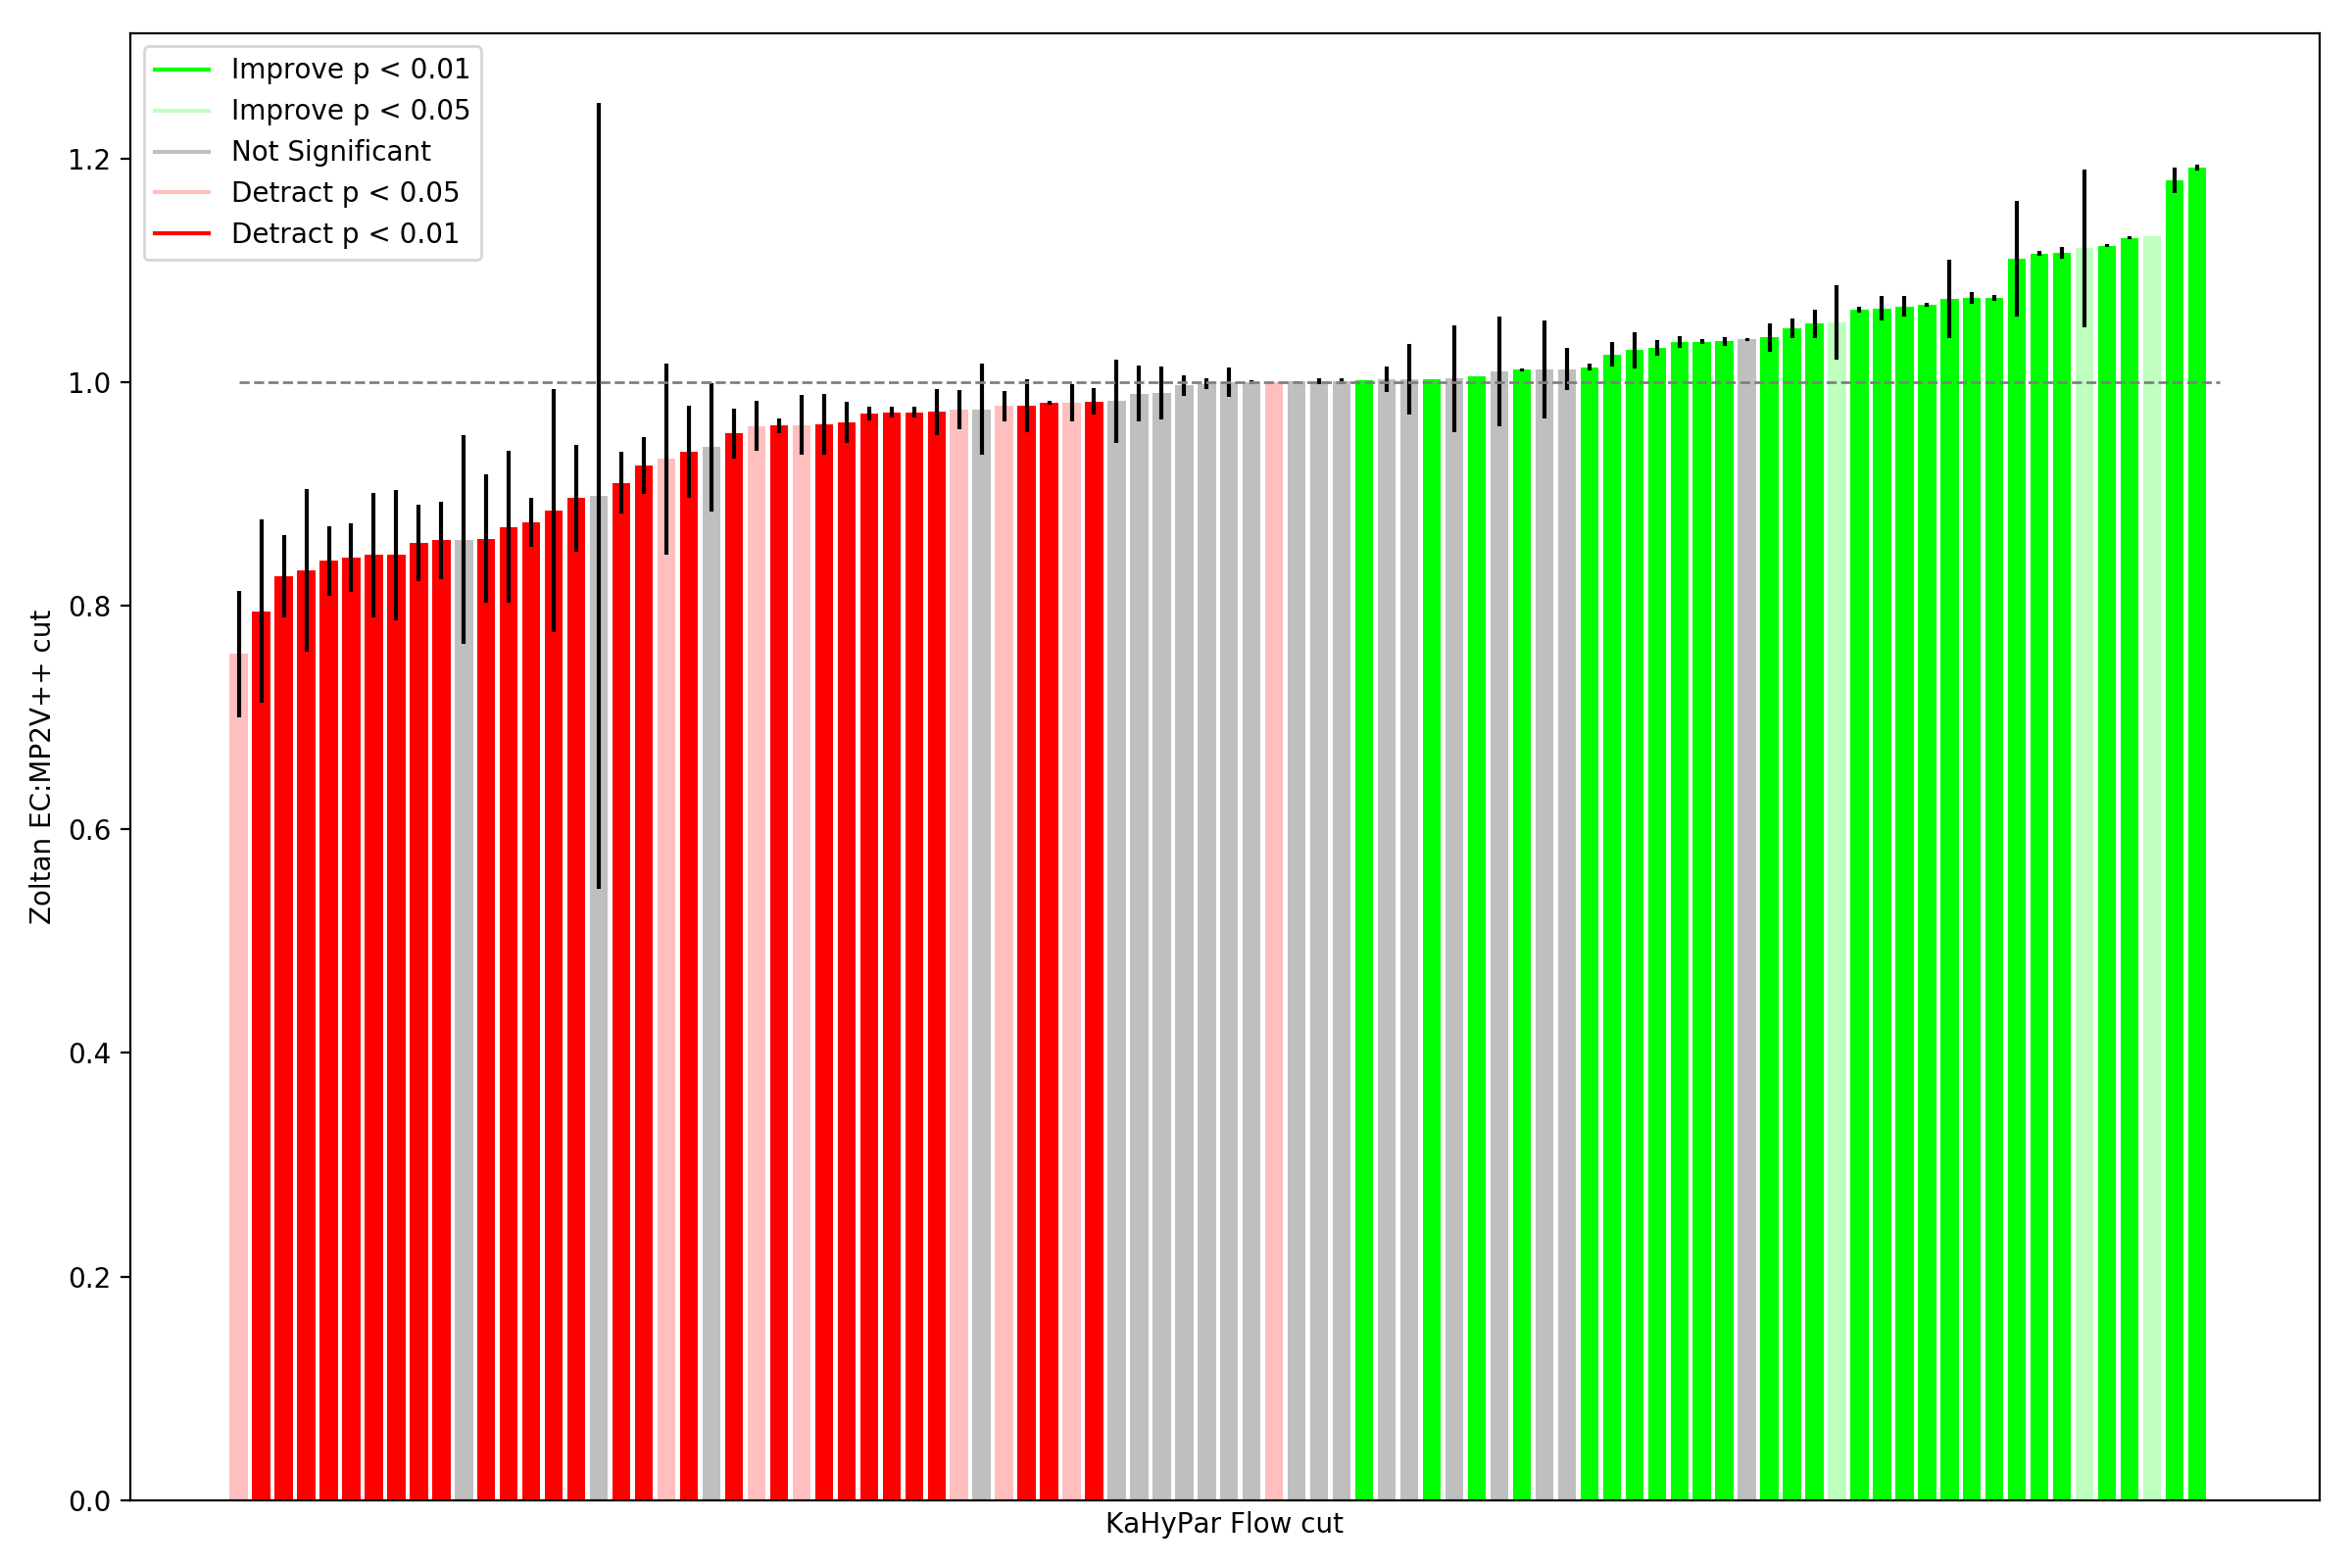 Improve p < 0.01
Improve p < 0.05
Not Significant
Detract p < 0.05
Detract p < 0.01
1.2
1.0
0.8
0.6
0.4
0.2
0.0
Zoltan EC:MP2V++ cut
KaHyPar Flow cut